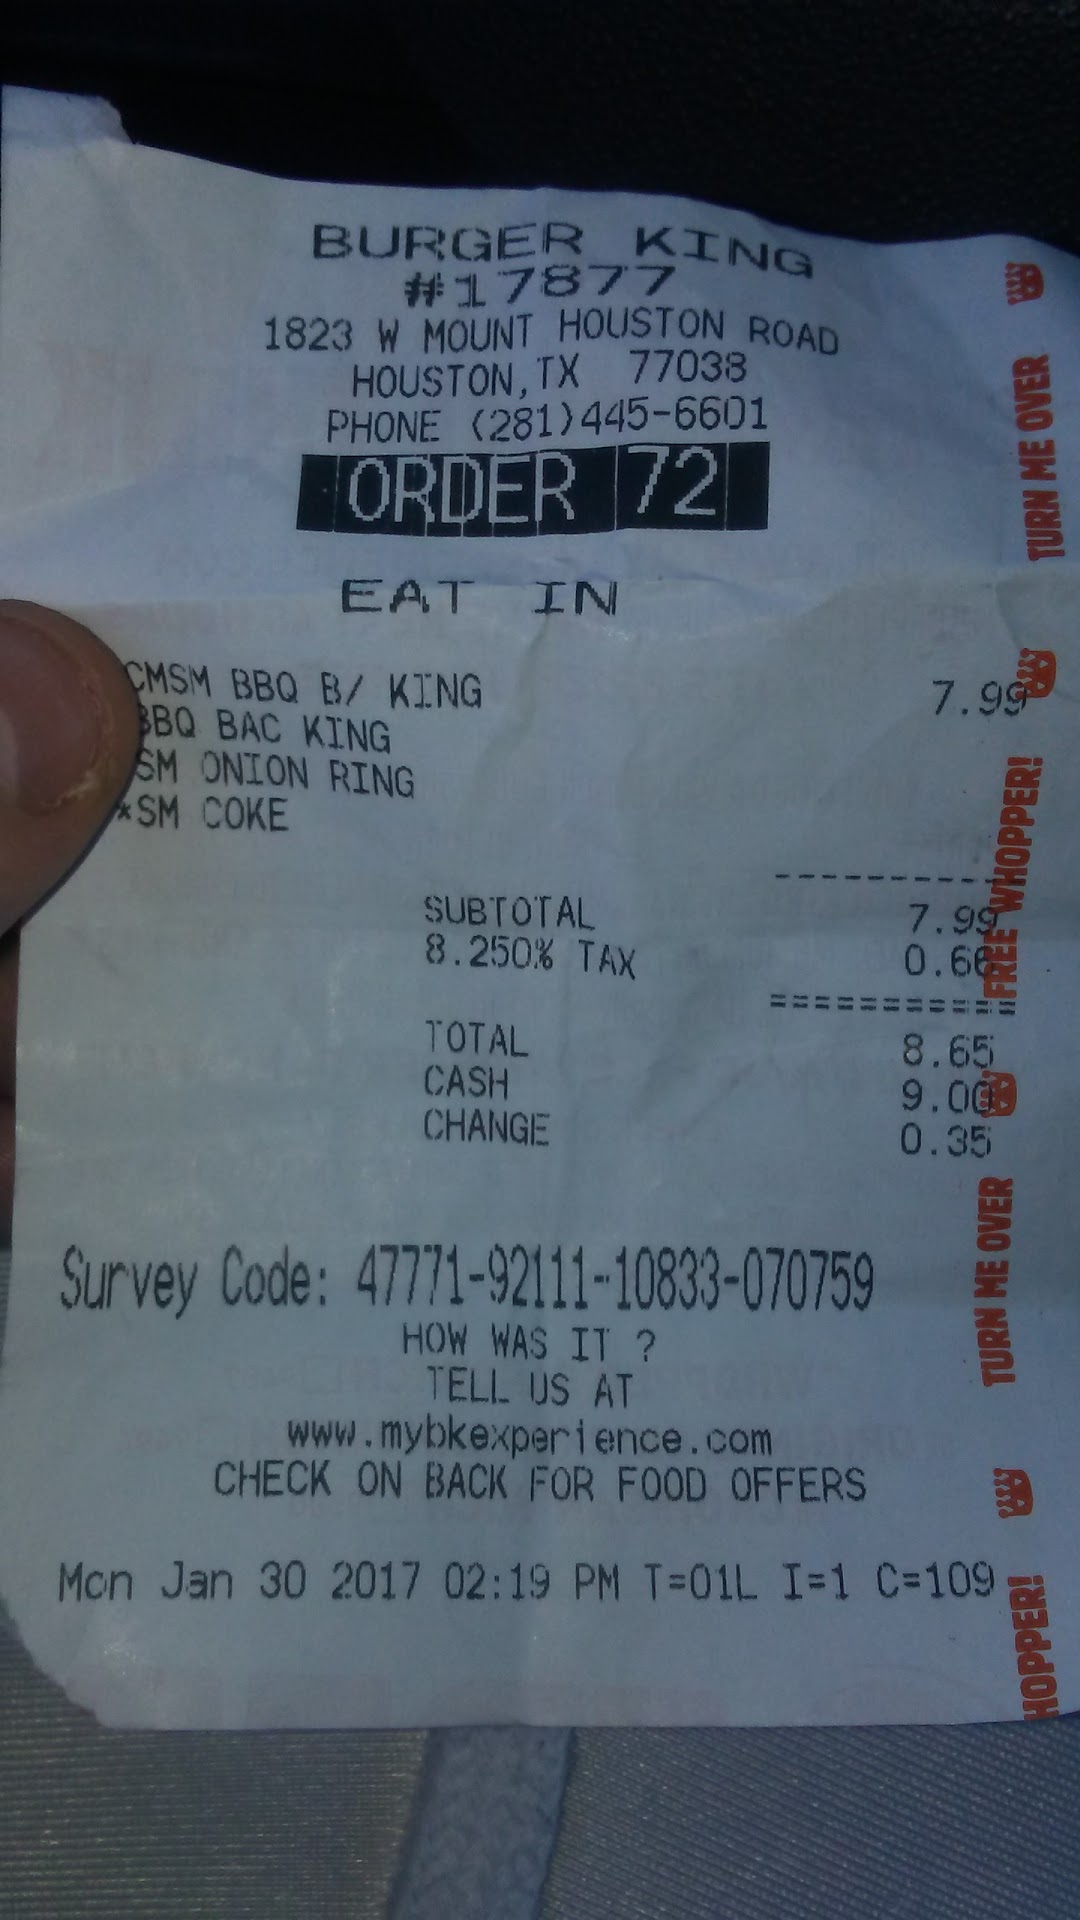 BURGER KING
#17877
1823 W MOUNT HOUSTON ROAD
HOUSTON, TX 77038
PHONE (281)445-6601
ORDER 72
EAT IN
CMSM BBQ B/ KING 7.99
BBQ BAC KING
SM ONION RING
*SM COKE
----------
SUBTOTAL 7.99
8.250% TAX 0.66
==========
TOTAL 8.65
CASH 9.00
CHANGE 0.35
Survey Code: 47771-92111-10833-070759
HOW WAS IT ?
TELL US AT
www.mybkexperience.com
CHECK ON BACK FOR FOOD OFFERS
Mon Jan 30 2017 02:19 PM T=01L I=1 C=109
TURN ME OVER
FREE WHOPPER!
TURN ME OVER
HOPPER!